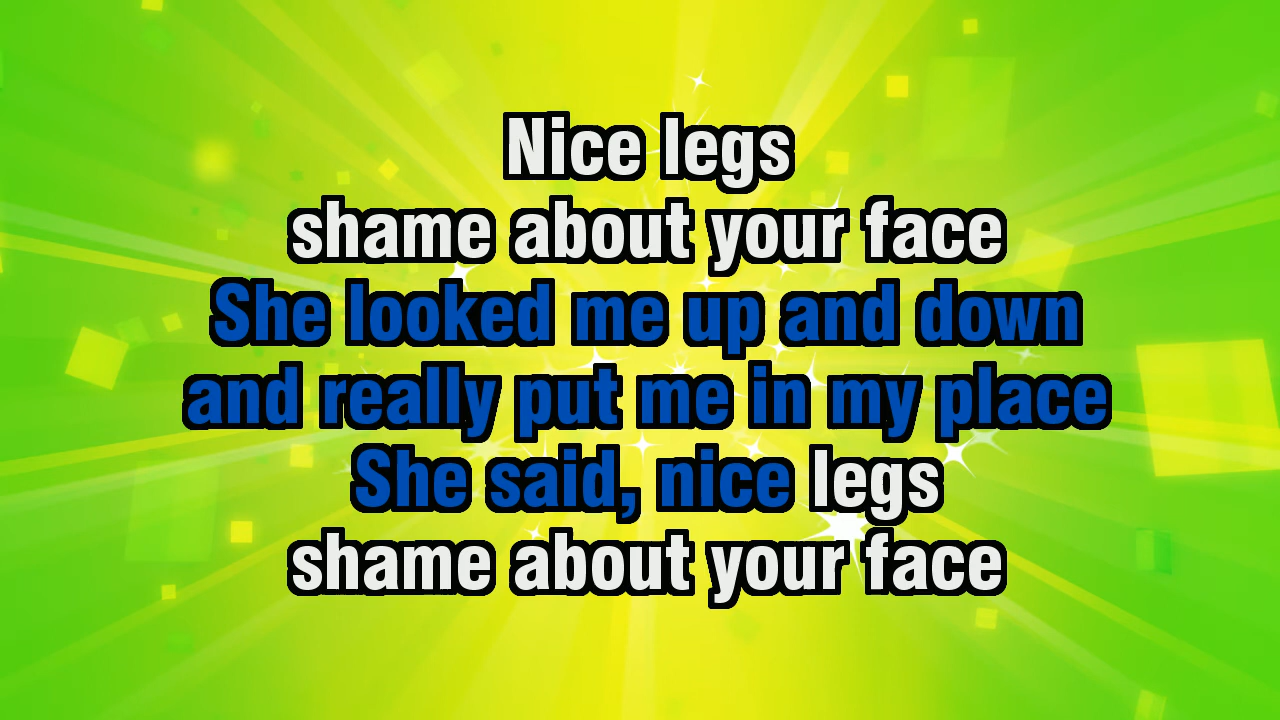 Nice legs
shame about your face
She looked me up and down
and really put me in my place
She said, nice legs
shame about your face